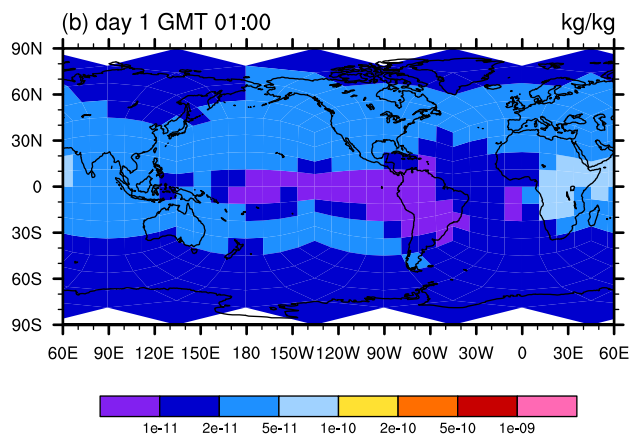 (b) day 1 GMT 01:00 kg/kg
90N
60N
30N
0
30S
60S
90S
60E 90E 120E 150E 180 150W 120W 90W 60W 30W 0 30E 60E
1e-11 2e-11 5e-11 1e-10 2e-10 5e-10 1e-09